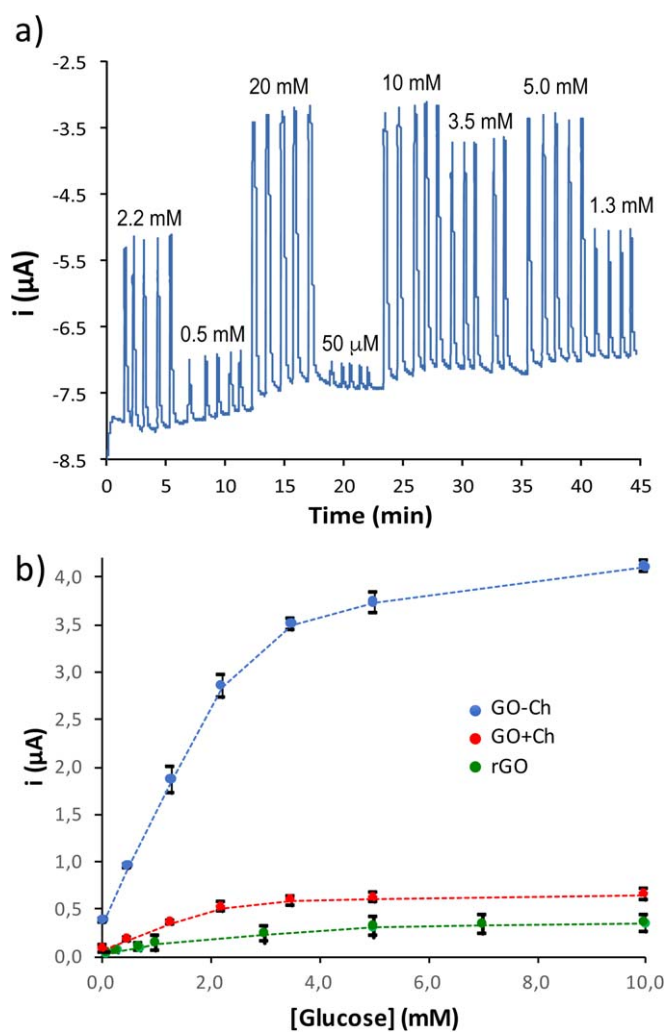 a)
-2.5
20 mM
10 mM
5.0 mM
-3.5
3.5 mM
-4.5
2.2 mM
1.3 mM
i (μA)
-5.5
0.5 mM
50 μM
-6.5
-7.5
-8.5
0 5 10 15 20 25 30 35 40 45
Time (min)
b)
4,0
3,5
3,0
2,5
i (μA)
2,0
1,5
1,0
0,5
0,0
GO-Ch
GO+Ch
rGO
0,0 2,0 4,0 6,0 8,0 10,0
[Glucose] (mM)